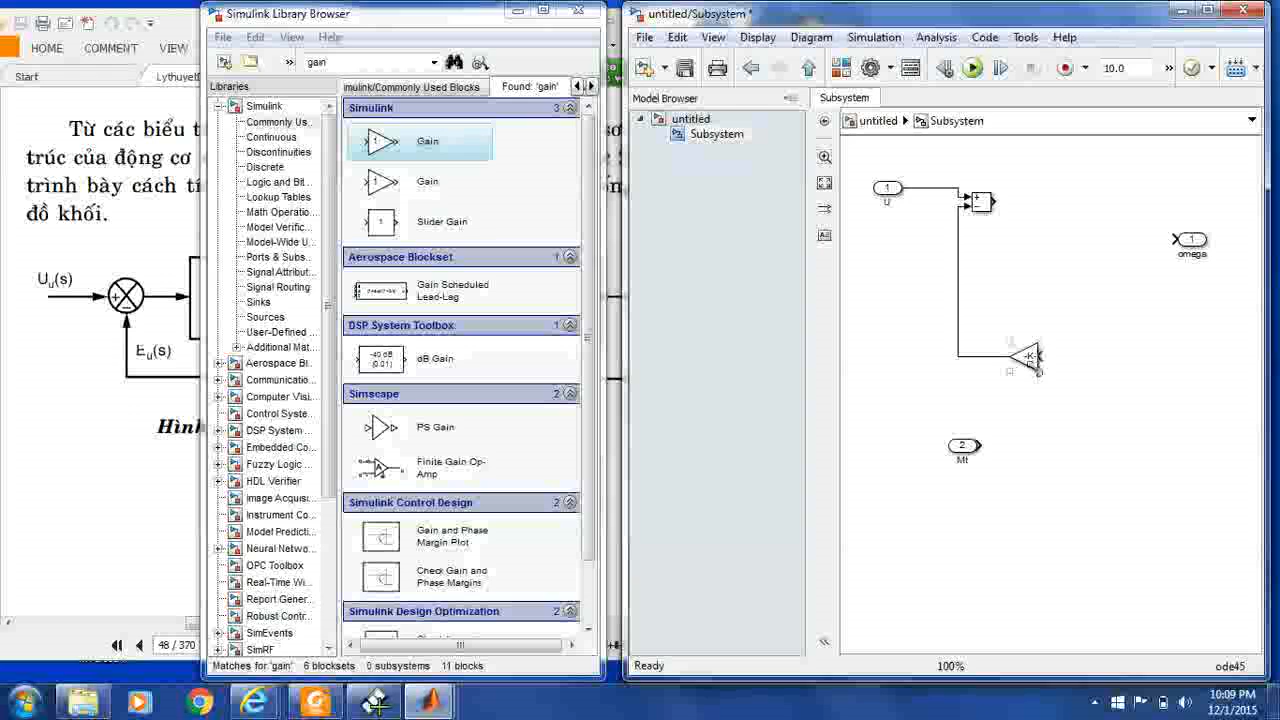 HOME COMMENT VIEW
Start
LythuyetĐ
Từ các biểu t
trúc của động cơ
trình bày cách tí
đồ khối.
Uu(s)
+
−
Eu(s)
Hình
48 / 370
Simulink Library Browser
File Edit View Help
» gain
Libraries
Simulink
Commonly Us...
Continuous
Discontinuities
Discrete
Logic and Bit...
Lookup Tables
Math Operatio...
Model Verific...
Model-Wide U...
Ports & Subs...
Signal Attribut...
Signal Routing
Sinks
Sources
User-Defined ...
Additional Mat...
Aerospace Bl...
Communicatio...
Computer Visi...
Control Syste...
DSP System ...
Embedded Co...
Fuzzy Logic ...
HDL Verifier
Image Acquisi...
Instrument Co...
Model Predicti...
Neural Netwo...
OPC Toolbox
Real-Time Wi...
Report Gener...
Robust Contr...
SimEvents
SimRF
imulink/Commonly Used Blocks
Found: 'gain'
Simulink 3
1 Gain
1 Gain
1 Slider Gain
Aerospace Blockset 1
Gain Scheduled
Lead-Lag
DSP System Toolbox 1
-40 dB
(0.01)
dB Gain
Simscape 2
PS Gain
Finite Gain Op-
Amp
Simulink Control Design 2
Gain and Phase
Margin Plot
Check Gain and
Phase Margins
Simulink Design Optimization 2
Matches for 'gain' 6 blocksets 0 subsystems 11 blocks
untitled/Subsystem *
File Edit View Display Diagram Simulation Analysis Code Tools Help
10.0 »
Model Browser «
untitled
Subsystem
Subsystem
untitled Subsystem
1
U
+
−
1
omega
-K-
2
Mt
Ready 100% ode45
10:09 PM
12/1/2015